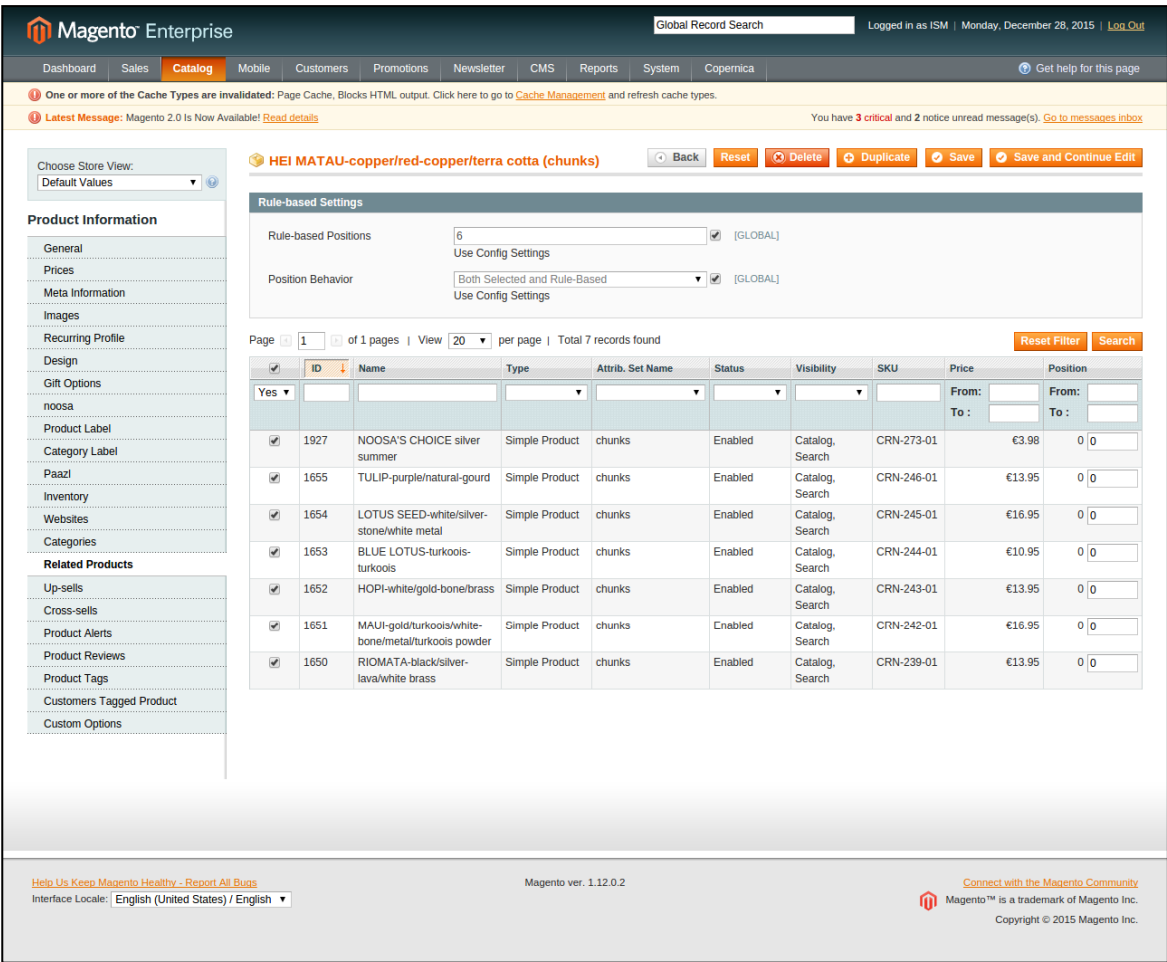 Magento Enterprise
Global Record Search
Logged in as ISM | Monday, December 28, 2015 | Log Out
Dashboard Sales Catalog Mobile Customers Promotions Newsletter CMS Reports System Copernica Get help for this page
One or more of the Cache Types are invalidated: Page Cache, Blocks HTML output. Click here to go to Cache Management and refresh cache types.
Latest Message: Magento 2.0 Is Now Available! Read details You have 3 critical and 2 notice unread message(s). Go to messages inbox
Choose Store View:
Default Values
Product Information
General
Prices
Meta Information
Images
Recurring Profile
Design
Gift Options
noosa
Product Label
Category Label
Paazl
Inventory
Websites
Categories
Related Products
Up-sells
Cross-sells
Product Alerts
Product Reviews
Product Tags
Customers Tagged Product
Custom Options
HEI MATAU-copper/red-copper/terra cotta (chunks) Back Reset Delete Duplicate Save Save and Continue Edit
Rule-based Settings
Rule-based Positions 6 [GLOBAL]
Use Config Settings
Position Behavior Both Selected and Rule-Based [GLOBAL]
Use Config Settings
Page 1 of 1 pages | View 20 per page | Total 7 records found Reset Filter Search
ID Name Type Attrib. Set Name Status Visibility SKU Price Position
Yes From: From:
To : To :
1927 NOOSA'S CHOICE silver Simple Product chunks Enabled Catalog, CRN-273-01 €3.98 0 0
summer Search
1655 TULIP-purple/natural-gourd Simple Product chunks Enabled Catalog, CRN-246-01 €13.95 0 0
Search
1654 LOTUS SEED-white/silver- Simple Product chunks Enabled Catalog, CRN-245-01 €16.95 0 0
stone/white metal Search
1653 BLUE LOTUS-turkoois- Simple Product chunks Enabled Catalog, CRN-244-01 €10.95 0 0
turkoois Search
1652 HOPI-white/gold-bone/brass Simple Product chunks Enabled Catalog, CRN-243-01 €13.95 0 0
Search
1651 MAUI-gold/turkoois/white- Simple Product chunks Enabled Catalog, CRN-242-01 €16.95 0 0
bone/metal/turkoois powder Search
1650 RIOMATA-black/silver- Simple Product chunks Enabled Catalog, CRN-239-01 €13.95 0 0
lava/white brass Search
Help Us Keep Magento Healthy - Report All Bugs Magento ver. 1.12.0.2 Connect with the Magento Community
Interface Locale: English (United States) / English Magento™ is a trademark of Magento Inc.
Copyright © 2015 Magento Inc.